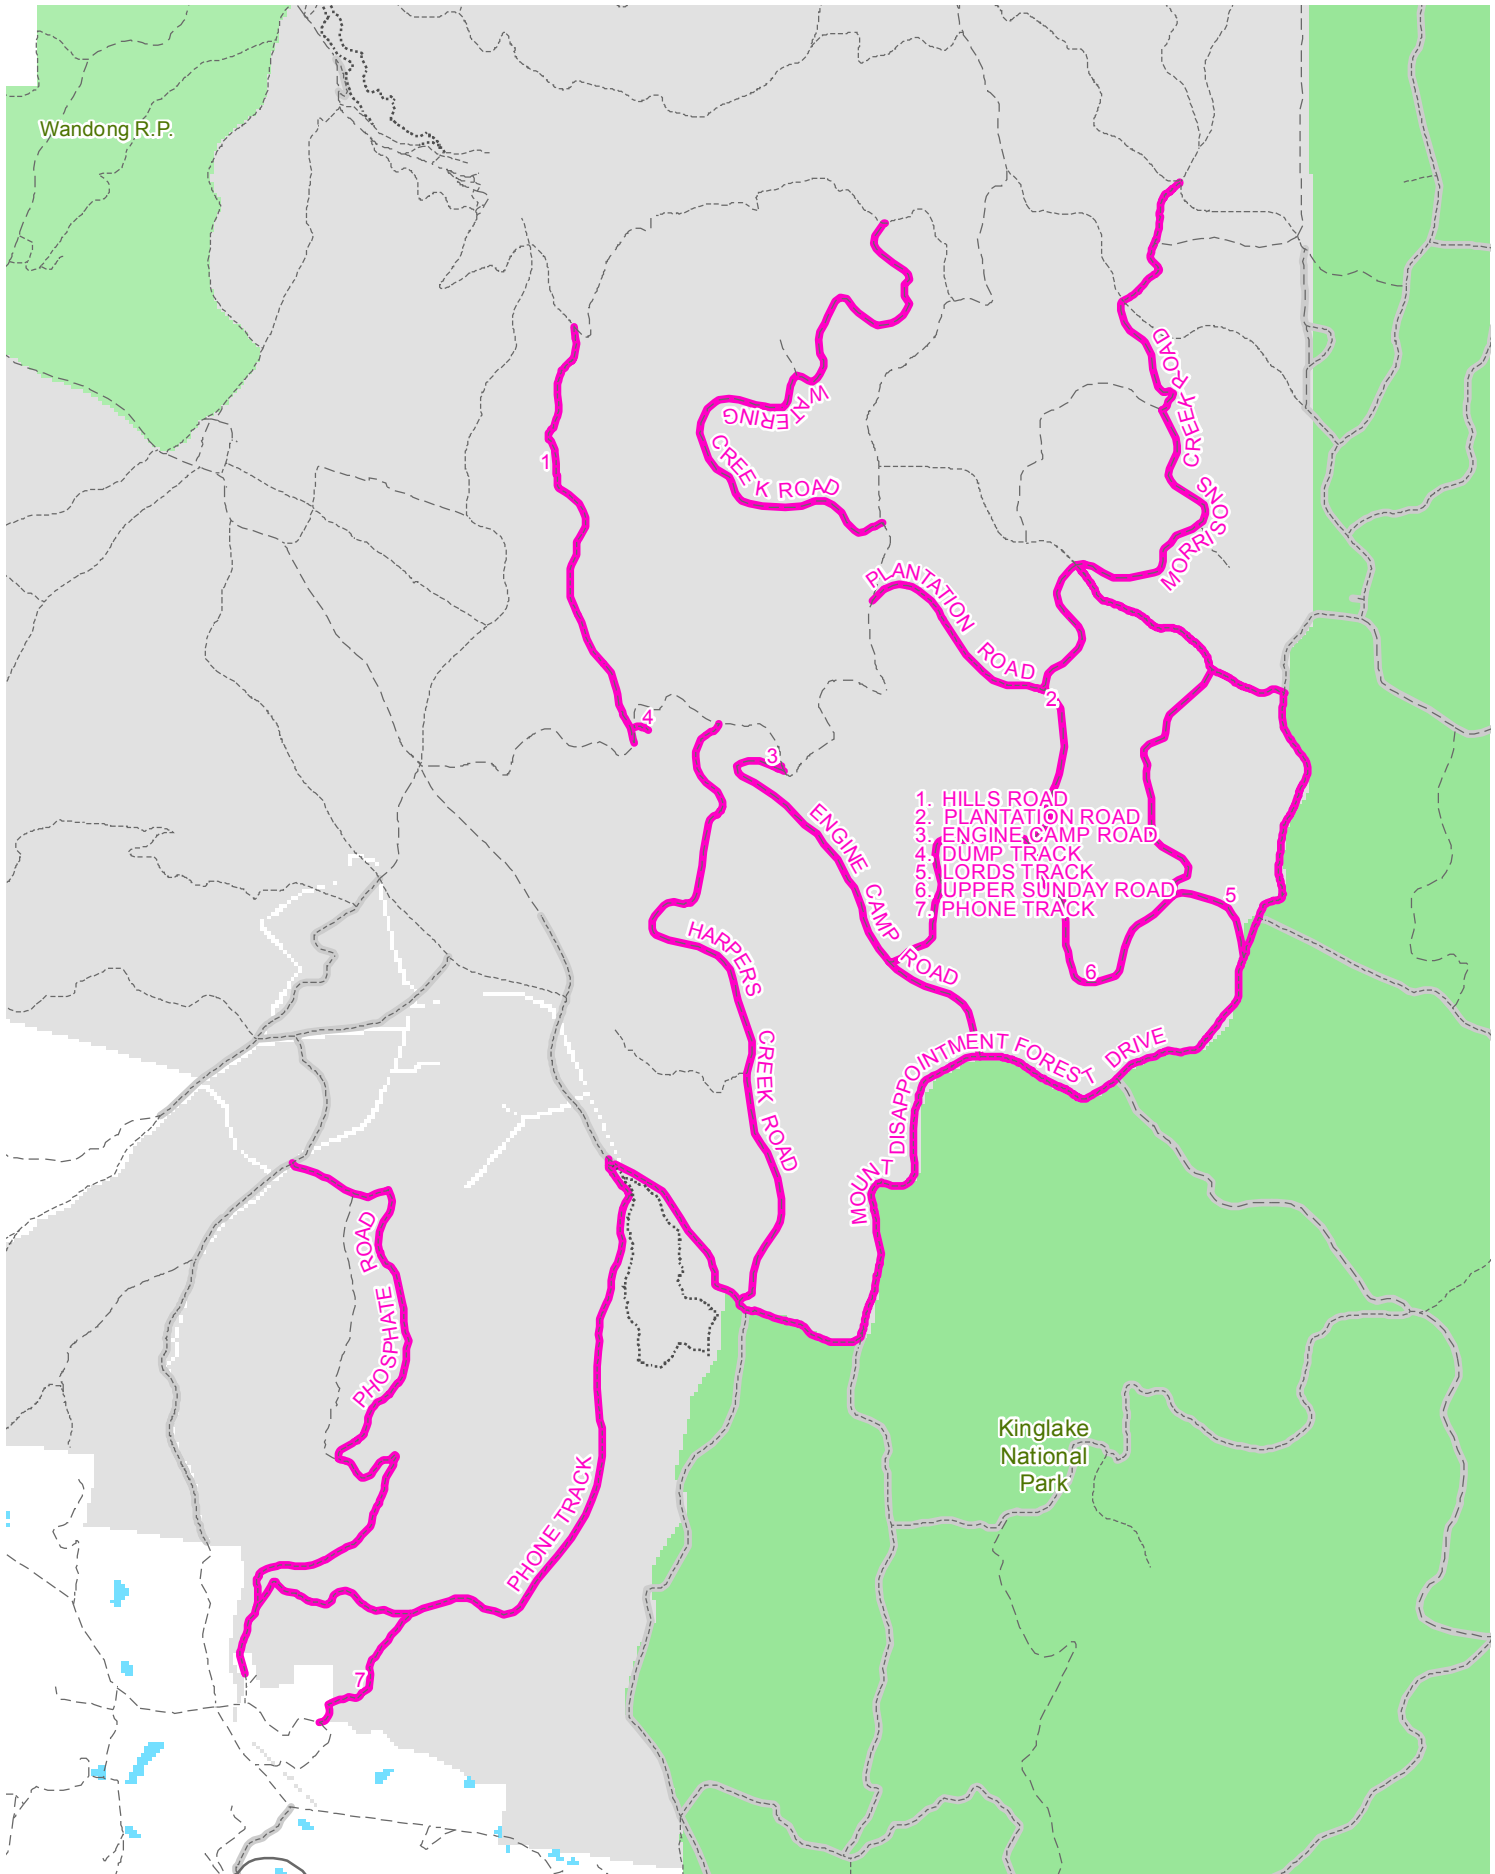 Wandong R.P.
MORRISONS CREEK ROAD
WATERING
CREEK ROAD
1
PLANTATION ROAD
2
4
3
1. HILLS ROAD
2. PLANTATION ROAD
3. ENGINE CAMP ROAD
4. DUMP TRACK
5. LORDS TRACK
6. UPPER SUNDAY ROAD
7. PHONE TRACK
ENGINE CAMP ROAD
5
6
HARPERS CREEK ROAD
MOUNT DISAPPOINTMENT FOREST DRIVE
PHOSPHATE ROAD
Kinglake
National
Park
PHONE TRACK
7